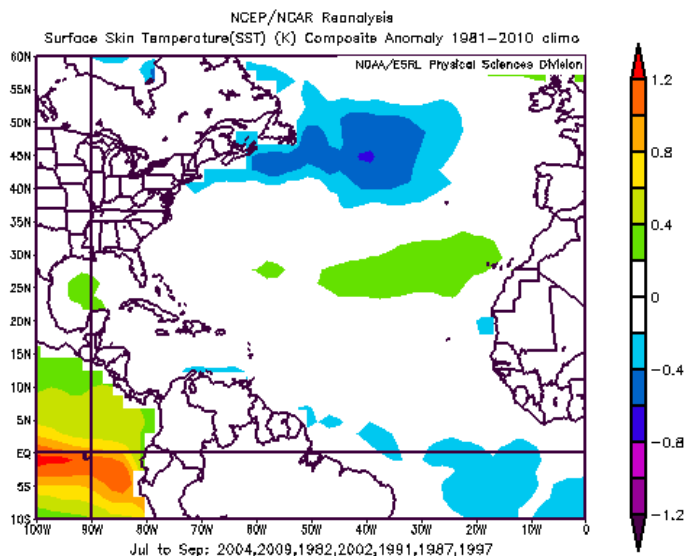 NCEP/NCAR Reanalysis
Surface Skin Temperature(SST) (K) Composite Anomaly 1981-2010 climo
NOAA/ESRL Physical Sciences Division
60N
55N
50N
45N
40N
35N
30N
25N
20N
15N
10N
5N
EQ
5S
10S
100W 90W 80W 70W 60W 50W 40W 30W 20W 10W 0
1.2
0.8
0.4
0
-0.4
-0.8
-1.2
Jul to Sep: 2004,2009,1982,2002,1991,1987,1997